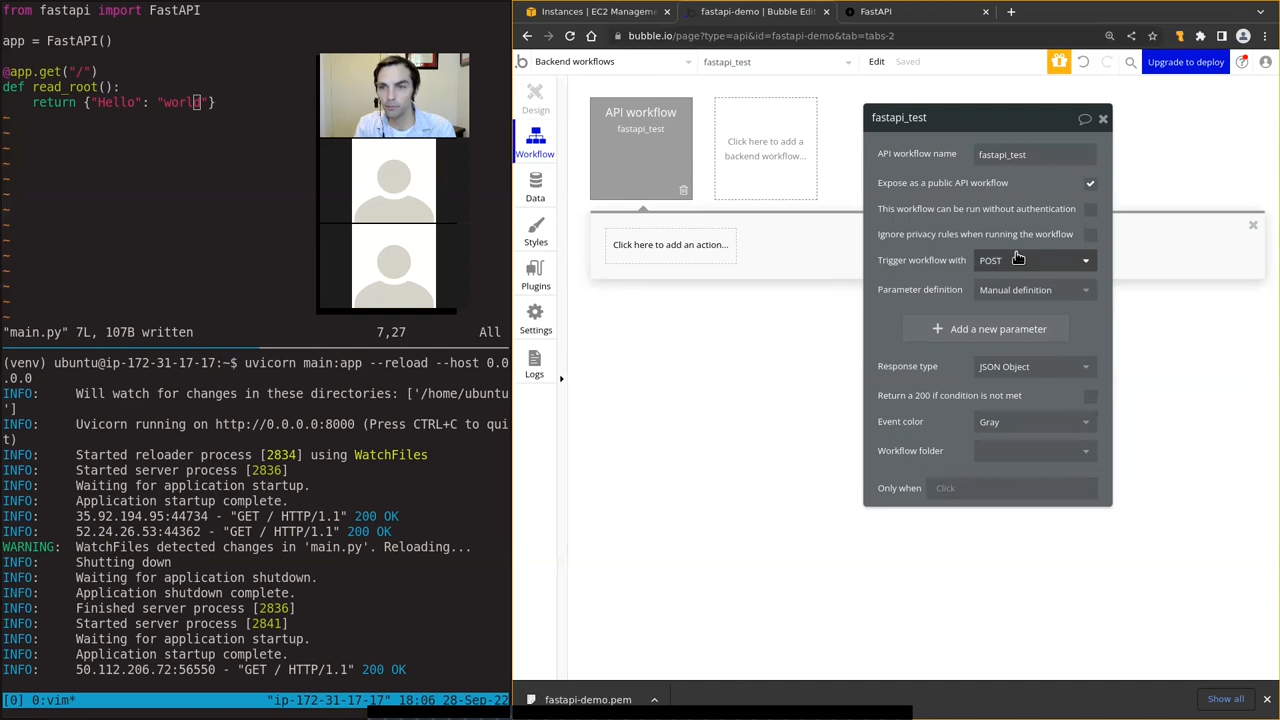 from fastapi import FastAPI
app = FastAPI()
@app.get("/")
def read_root():
    return {"Hello": "world"}
~
~
~
~
~
~
~
~
~
~
~
~
~
~
"main.py" 7L, 107B written 7,27 All
(venv) ubuntu@ip-172-31-17-17:~$ uvicorn main:app --reload --host 0.0
.0.0
INFO: Will watch for changes in these directories: ['/home/ubuntu
']
INFO: Uvicorn running on http://0.0.0.0:8000 (Press CTRL+C to qui
t)
INFO: Started reloader process [2834] using WatchFiles
INFO: Started server process [2836]
INFO: Waiting for application startup.
INFO: Application startup complete.
INFO: 35.92.194.95:44734 - "GET / HTTP/1.1" 200 OK
INFO: 52.24.26.53:44362 - "GET / HTTP/1.1" 200 OK
WARNING: WatchFiles detected changes in 'main.py'. Reloading...
INFO: Shutting down
INFO: Waiting for application shutdown.
INFO: Application shutdown complete.
INFO: Finished server process [2836]
INFO: Started server process [2841]
INFO: Waiting for application startup.
INFO: Application startup complete.
INFO: 50.112.206.72:56550 - "GET / HTTP/1.1" 200 OK
[0] 0:vim* "ip-172-31-17-17" 18:06 28-Sep-22
Instances | EC2 Manageme
fastapi-demo | Bubble Edit
FastAPI
bubble.io/page?type=api&id=fastapi-demo&tab=tabs-2
Backend workflows
fastapi_test
Edit
Saved
Upgrade to deploy
Design
Workflow
Data
Styles
Plugins
Settings
Logs
API workflow
fastapi_test
Click here to add a
backend workflow...
Click here to add an action...
fastapi_test
API workflow name fastapi_test
Expose as a public API workflow
This workflow can be run without authentication
Ignore privacy rules when running the workflow
Trigger workflow with POST
Parameter definition Manual definition
Add a new parameter
Response type JSON Object
Return a 200 if condition is not met
Event color Gray
Workflow folder
Only when Click
fastapi-demo.pem
Show all